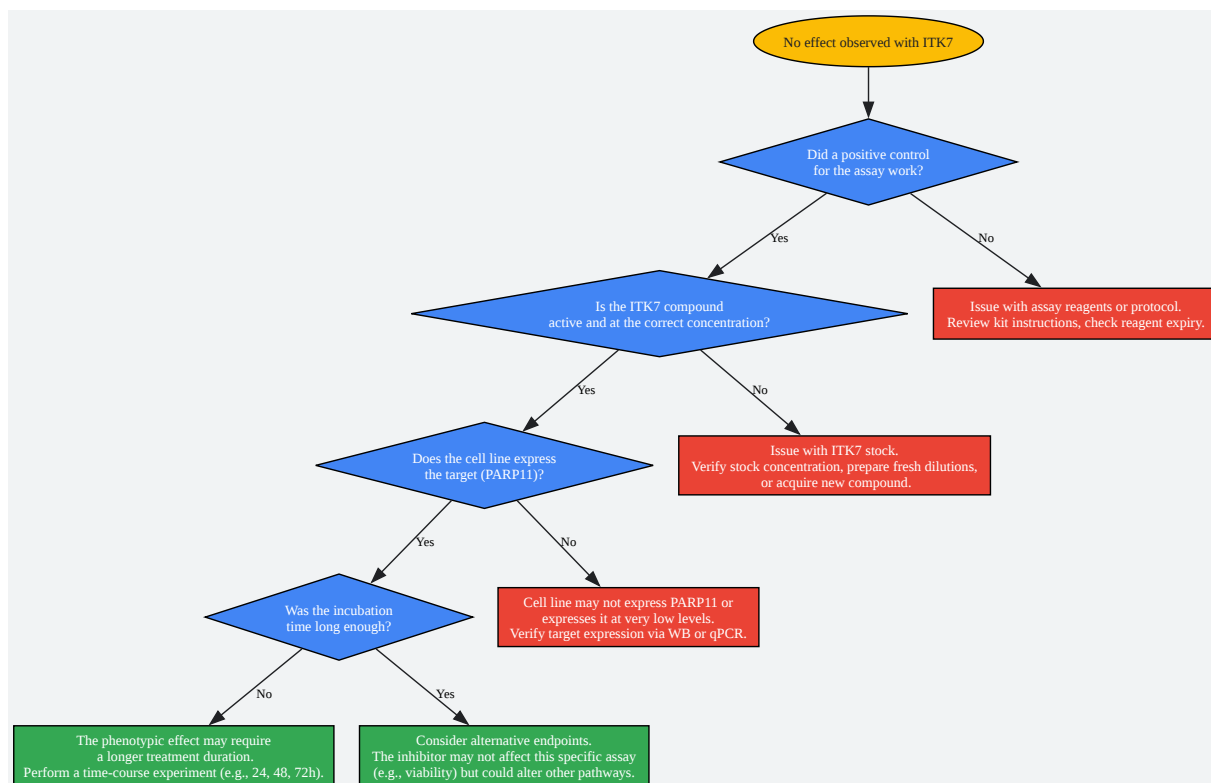 No effect observed with ITK7
Did a positive control
for the assay work?
Yes
No
Is the ITK7 compound
active and at the correct concentration?
Issue with assay reagents or protocol.
Review kit instructions, check reagent expiry.
Yes
No
Does the cell line express
the target (PARP11)?
Issue with ITK7 stock.
Verify stock concentration, prepare fresh dilutions,
or acquire new compound.
Yes
No
Was the incubation
time long enough?
Cell line may not express PARP11 or
expresses it at very low levels.
Verify target expression via WB or qPCR.
No
Yes
The phenotypic effect may require
a longer treatment duration.
Perform a time-course experiment (e.g., 24, 48, 72h).
Consider alternative endpoints.
The inhibitor may not affect this specific assay
(e.g., viability) but could alter other pathways.